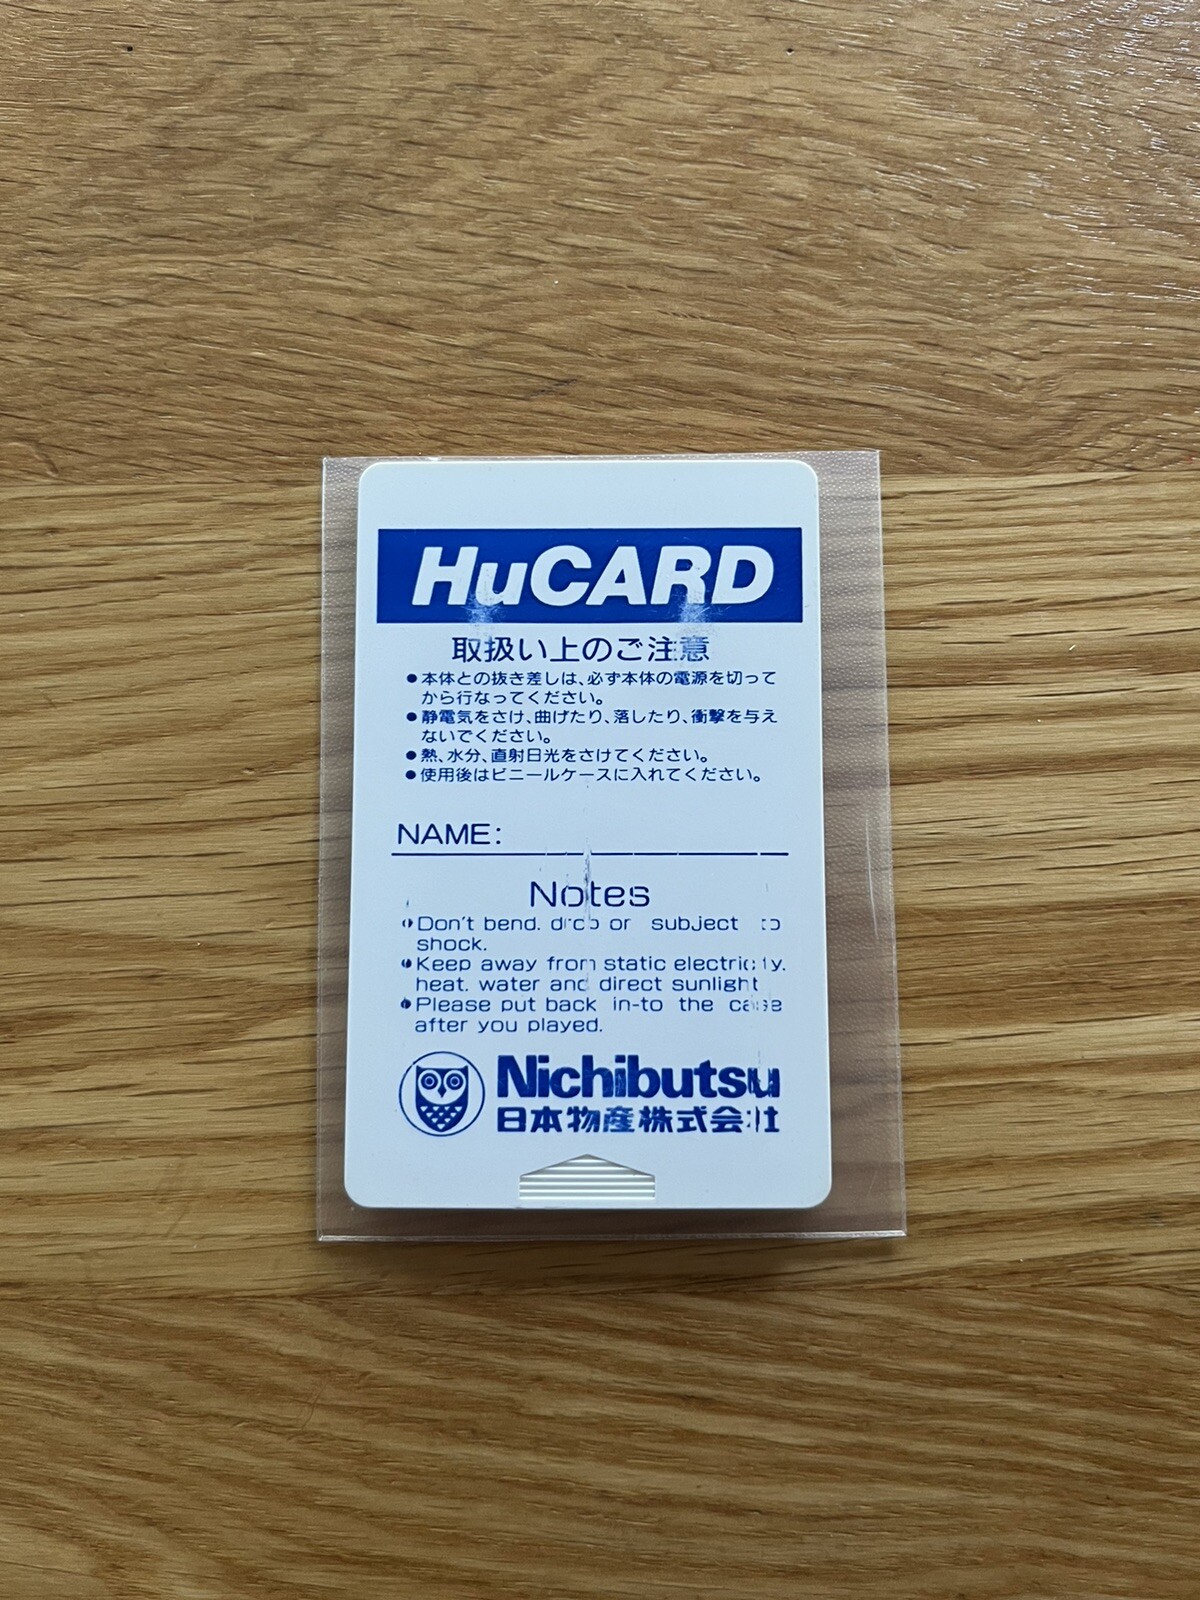 HuCARD
取扱い上のご注意
●本体との抜き差しは、必ず本体の電源を切って
から行なってください。
●静電気をさけ、曲げたり、落したり、衝撃を与え
ないでください。
●熱、水分、直射日光をさけてください。
●使用後はビニールケースに入れてください。
NAME:
Notes
●Don't bend. drop or subject to
shock.
●Keep away from static electricity.
heat. water and direct sunlight
●Please put back in-to the case
after you played.
Nichibutsu
日本物産株式会社